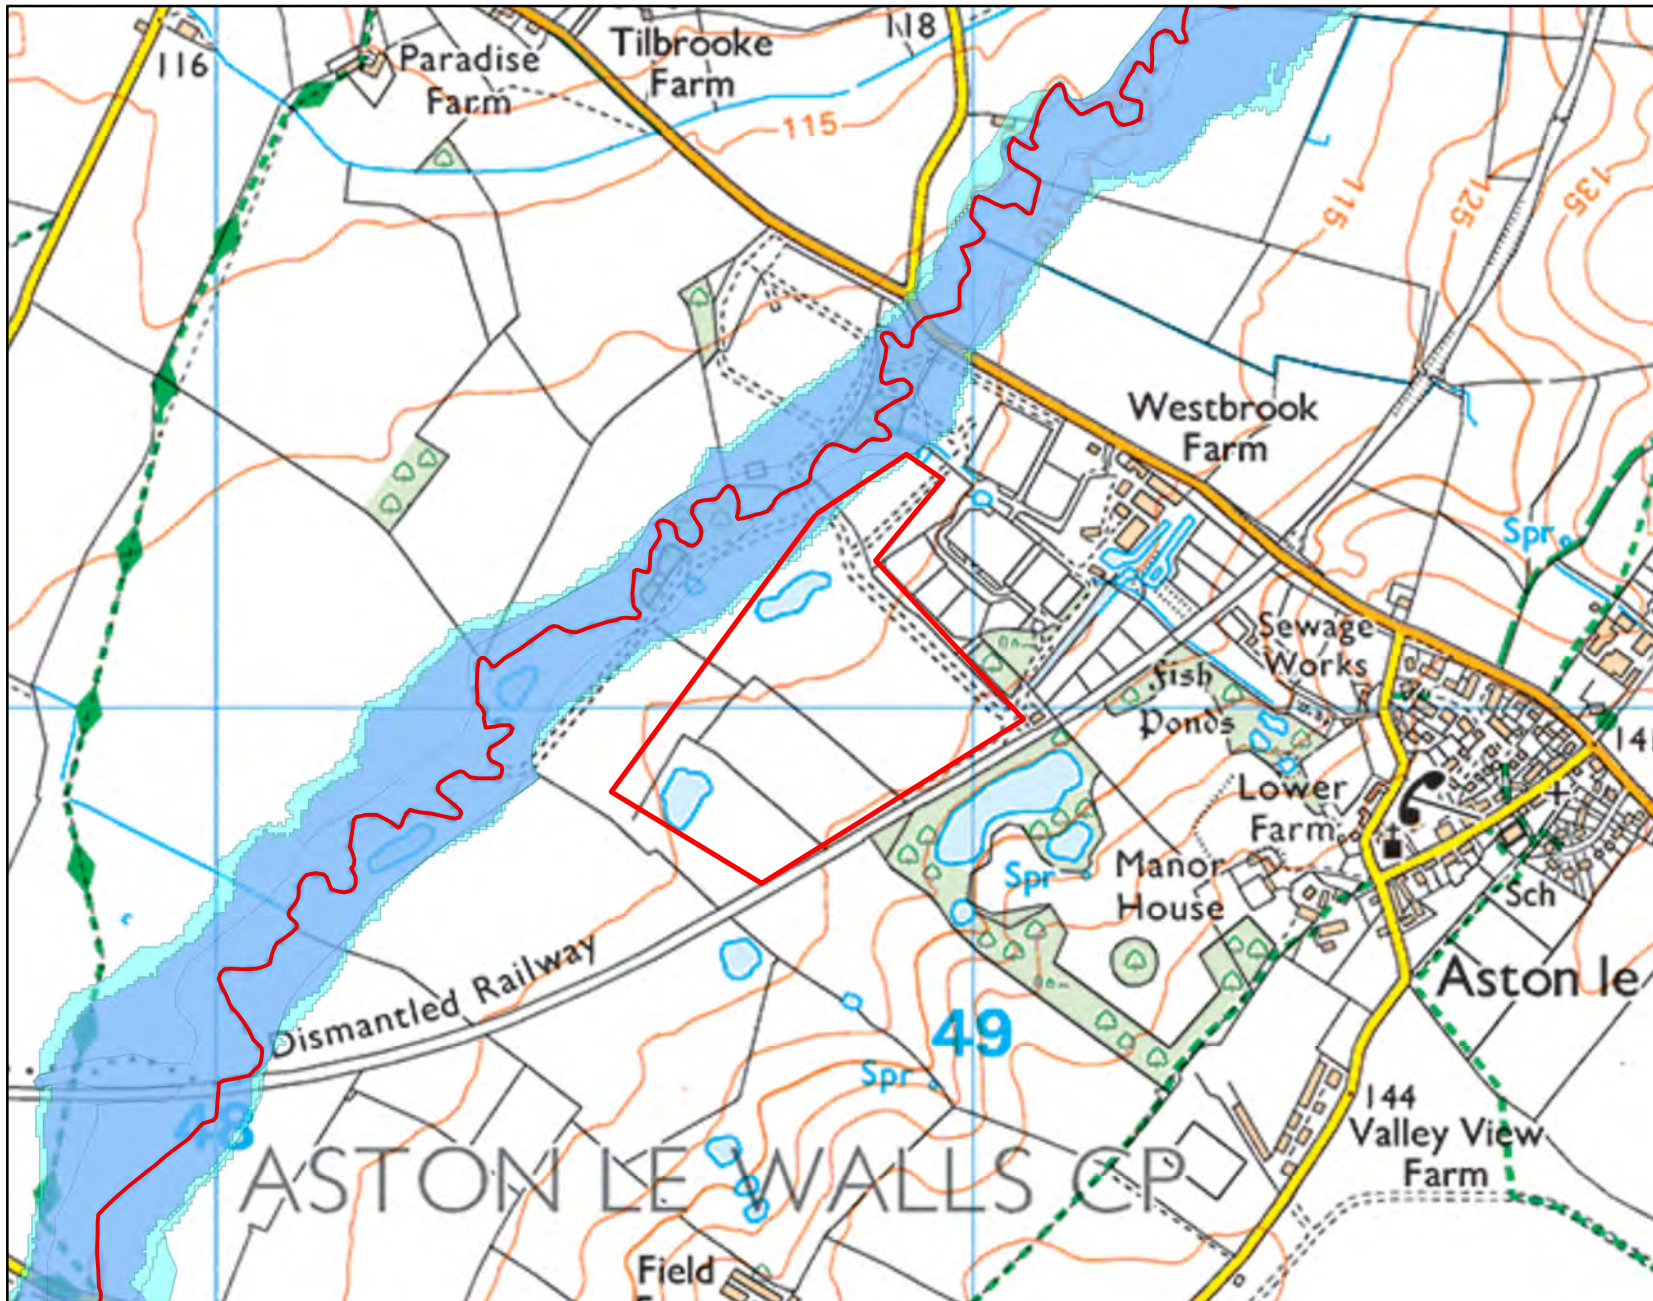 118
Tilbrooke
Farm
116
Paradise
Farm
115
135
125
115
Westbrook
Farm
Spr
Sewage
Works
Fish
Ponds
141
Lower
Farm
Manor
House
Spr
Sch
Aston le
Dismantled Railway
49
Spr
48
144
Valley View
Farm
ASTON LE WALLS CP
Field